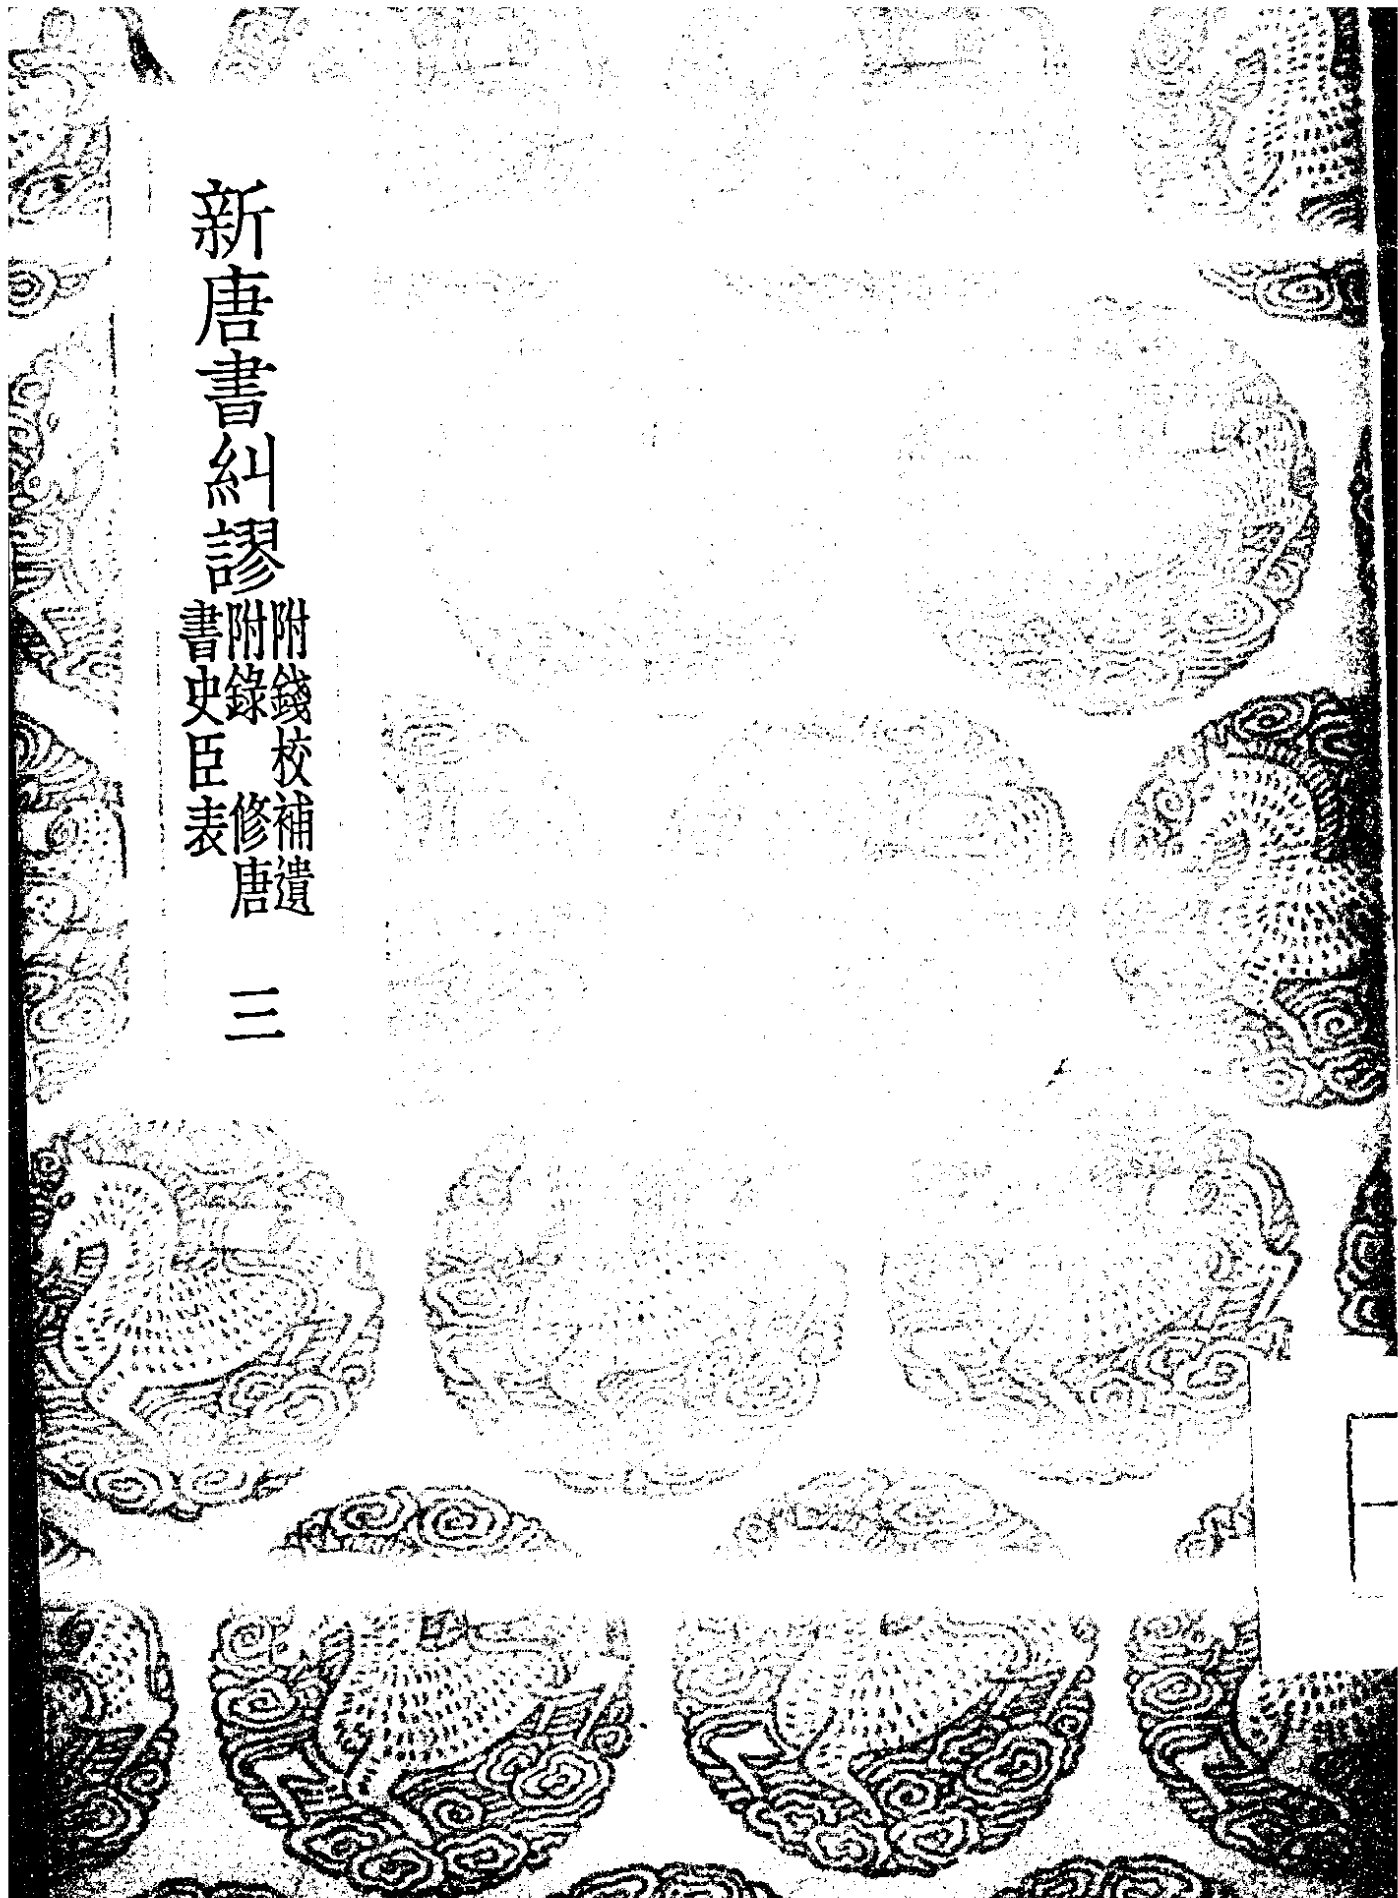 新唐書糾謬
附錢校補遺
附錄　修唐
書史臣表
三